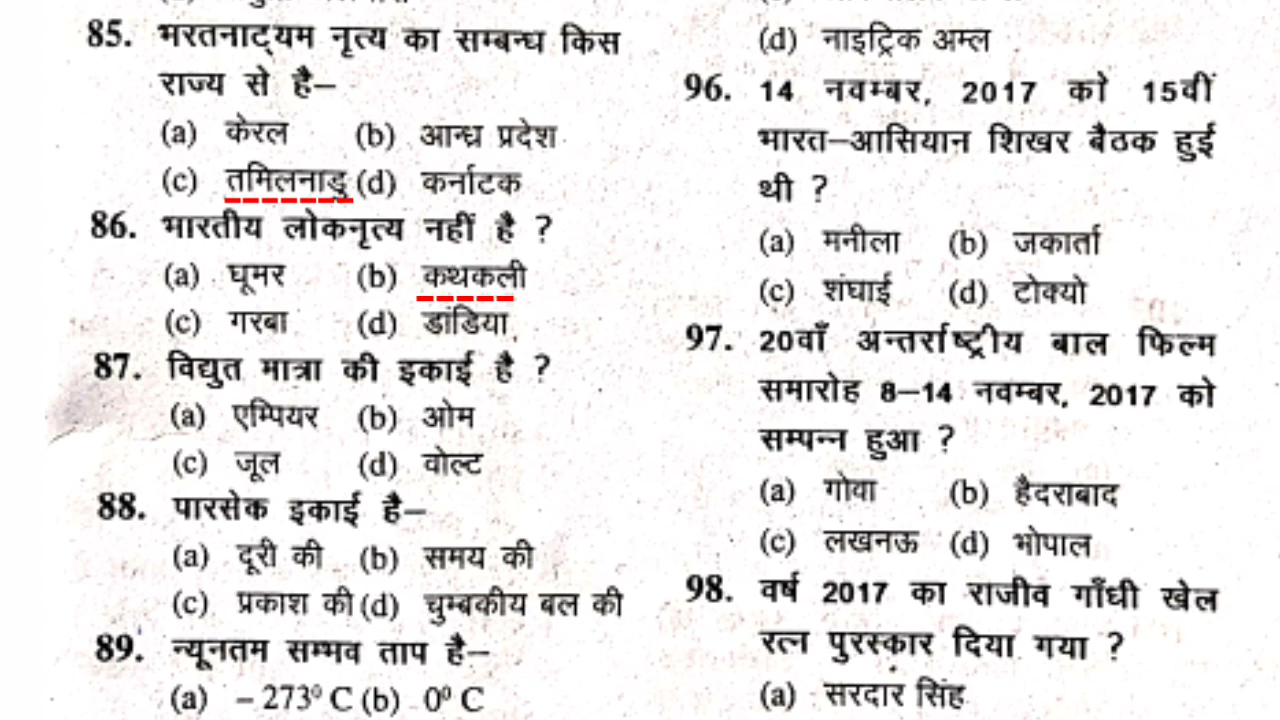 85. भरतनाट्यम नृत्य का सम्बन्ध किस
राज्य से है–
(a) केरल (b) आन्ध्र प्रदेश
(c) तमिलनाडु (d) कर्नाटक
86. भारतीय लोकनृत्य नहीं है ?
(a) घूमर (b) कथकली
(c) गरबा (d) डांडिया
87. विद्युत मात्रा की इकाई है ?
(a) एम्पियर (b) ओम
(c) जूल (d) वोल्ट
88. पारसेक इकाई है–
(a) दूरी की (b) समय की
(c) प्रकाश की (d) चुम्बकीय बल की
89. न्यूनतम सम्भव ताप है–
(a) – 273⁰ C (b) 0⁰ C
(d) नाइट्रिक अम्ल
96. 14 नवम्बर, 2017 को 15वीं
भारत–आसियान शिखर बैठक हुई
थी ?
(a) मनीला (b) जकार्ता
(c) शंघाई (d) टोक्यो
97. 20वाँ अन्तर्राष्ट्रीय बाल फिल्म
समारोह 8–14 नवम्बर, 2017 को
सम्पन्न हुआ ?
(a) गोवा (b) हैदराबाद
(c) लखनऊ (d) भोपाल
98. वर्ष 2017 का राजीव गाँधी खेल
रत्न पुरस्कार दिया गया ?
(a) सरदार सिंह